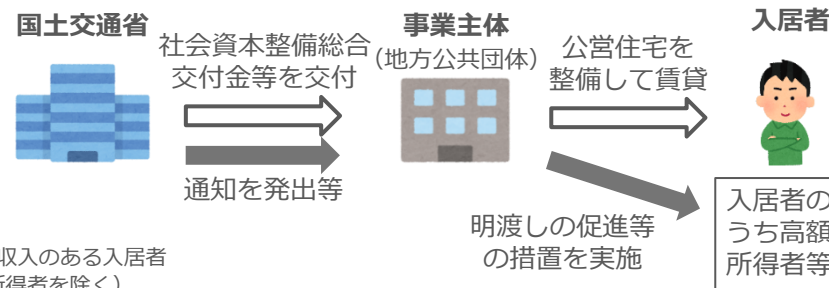 国土交通省
社会資本整備総合
交付金等を交付
通知を発出等
事業主体
（地方公共団体）
公営住宅を
整備して賃貸
明渡しの促進等
の措置を実施
入居者
入居者の
うち高額
所得者等
収入のある入居者
所得者を除く）